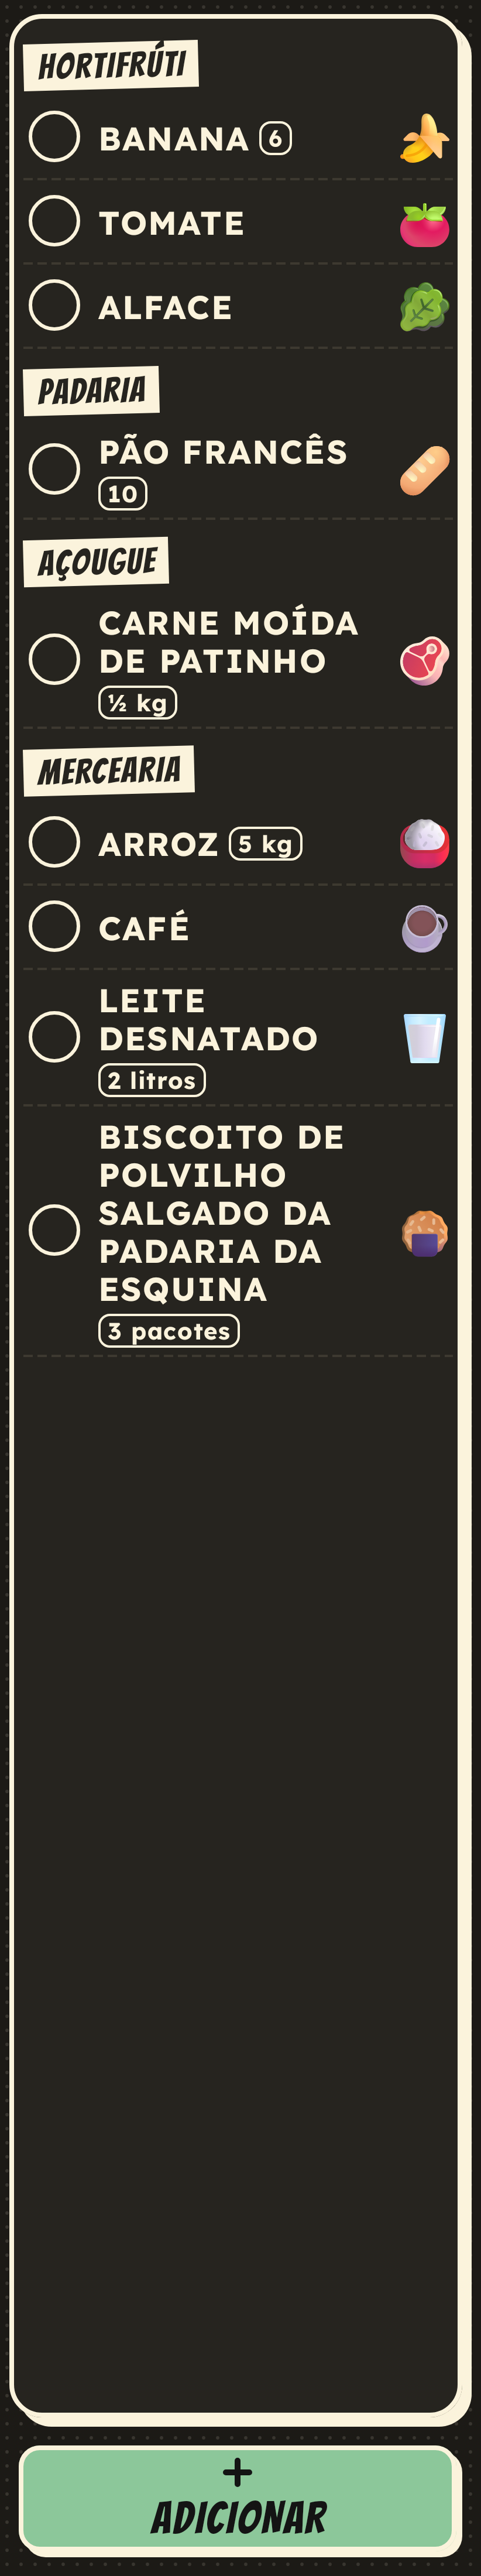 HORTIFRÚTI
BANANA 6
TOMATE
ALFACE
PADARIA
PÃO FRANCÊS
10
AÇOUGUE
CARNE MOÍDA
DE PATINHO
½ kg
MERCEARIA
ARROZ 5 kg
CAFÉ
LEITE
DESNATADO
2 litros
BISCOITO DE
POLVILHO
SALGADO DA
PADARIA DA
ESQUINA
3 pacotes
+
ADICIONAR